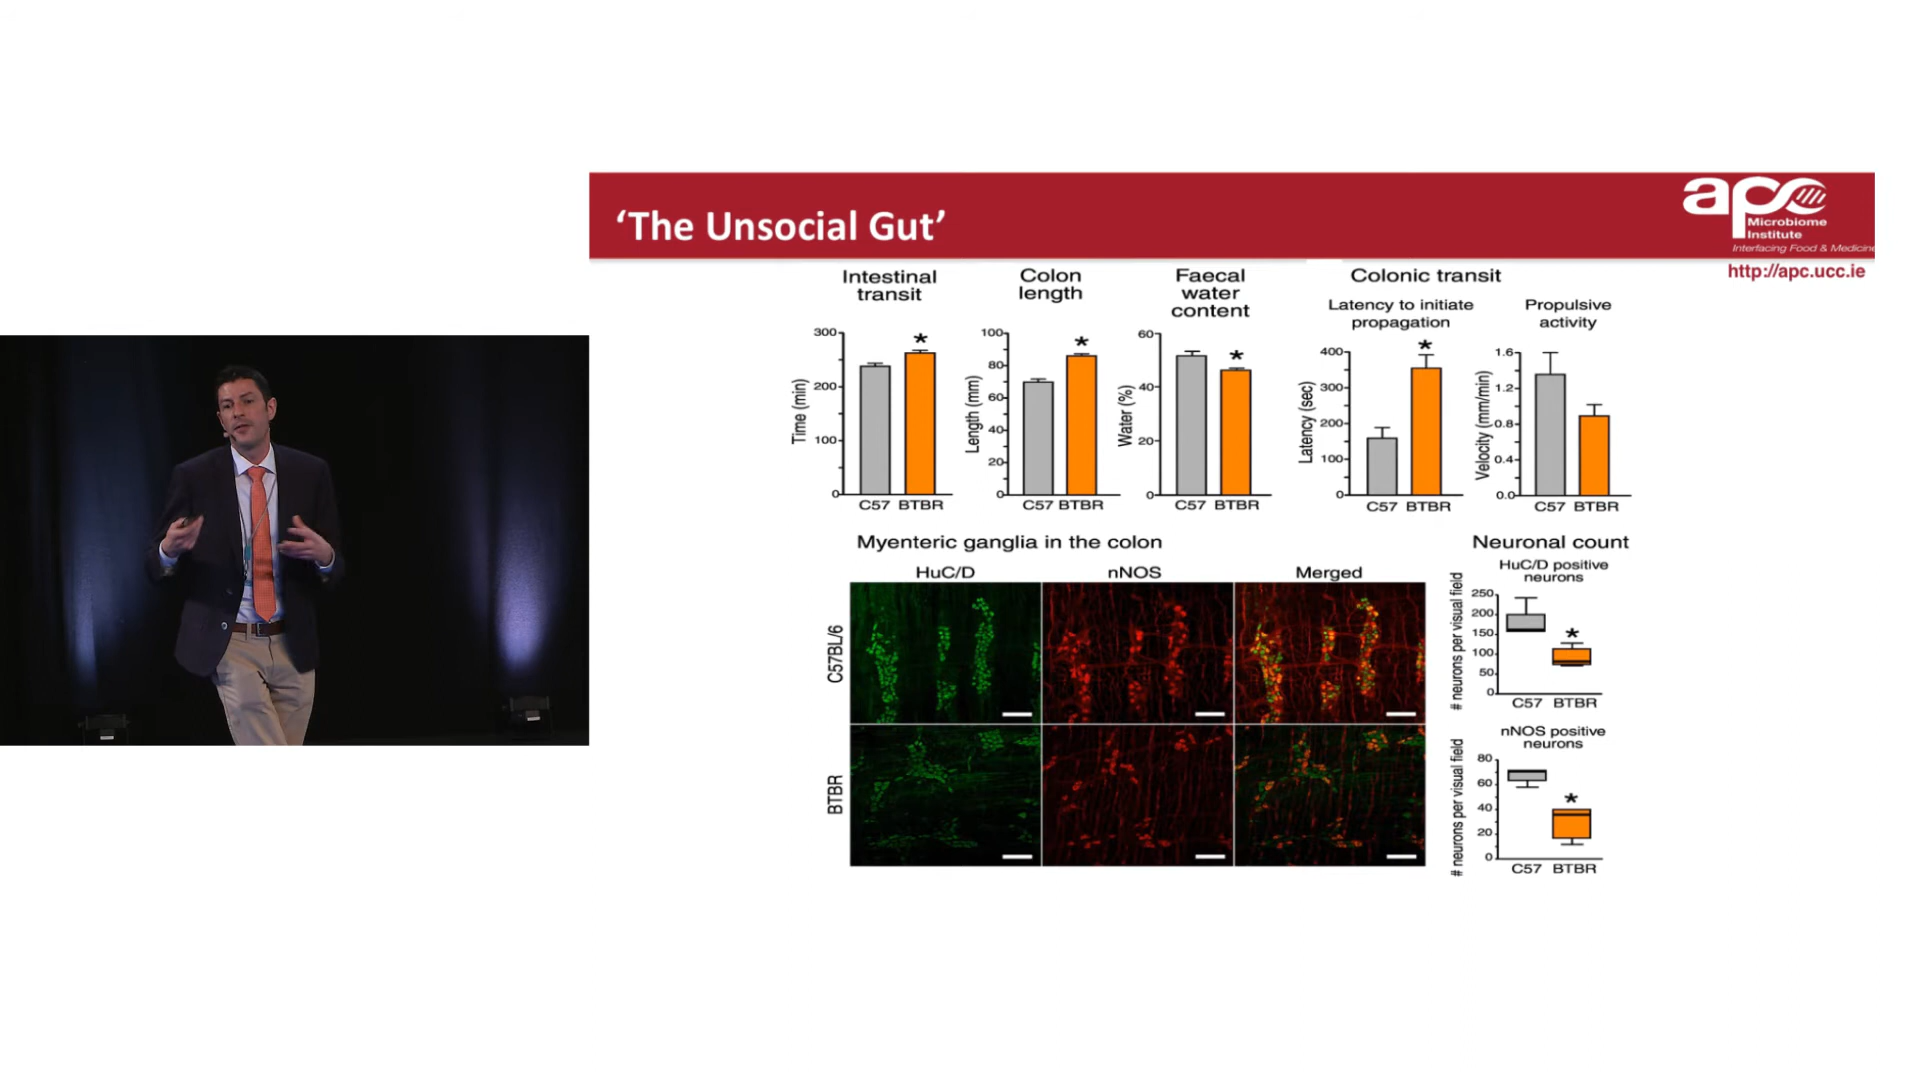 ‘The Unsocial Gut’
apc
Microbiome
Institute
Interfacing Food & Medicine
http://apc.ucc.ie
Intestinal
transit
Time (min)
300
200
100
0
*
C57 BTBR
Colon
length
Length (mm)
100
80
60
40
20
0
*
C57 BTBR
Faecal
water
content
Water (%)
60
40
20
0
*
C57 BTBR
Colonic transit
Latency to initiate
propagation
Latency (sec)
400
300
200
100
0
*
C57 BTBR
Propulsive
activity
Velocity (mm/min)
1.6
1.2
0.8
0.4
0.0
C57 BTBR
Myenteric ganglia in the colon
HuC/D nNOS Merged
C57BL/6
BTBR
Neuronal count
HuC/D positive
neurons
# neurons per visual field
250
200
150
100
50
0
*
C57 BTBR
nNOS positive
neurons
# neurons per visual field
80
60
40
20
0
*
C57 BTBR